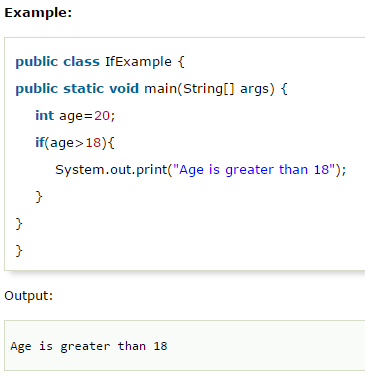 Example:
public class IfExample {
public static void main(String[] args) {
int age=20;
if(age>18){
System.out.print("Age is greater than 18");
}
}
}
Output:
Age is greater than 18